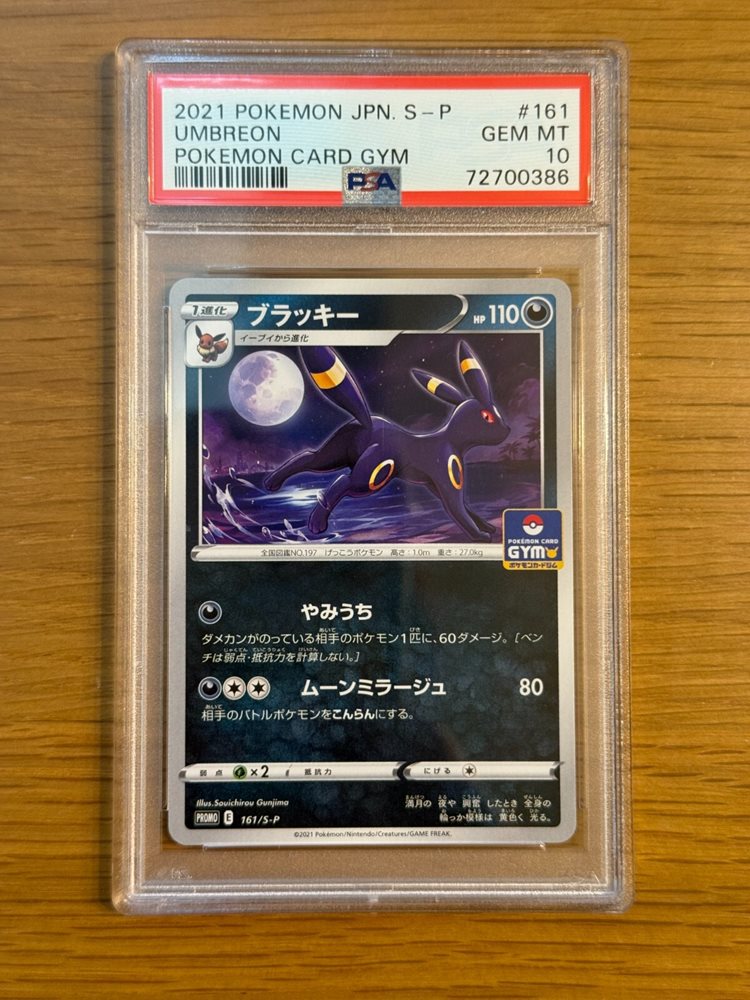 2021 POKEMON JPN. S-P #161
UMBREON GEM MT
POKEMON CARD GYM 10
PSA 72700386
1進化 ブラッキー HP 110
イーブイから進化
POKÉMON CARD
GYM
ポケモンカードジム
全国図鑑NO.197 げっこうポケモン 高さ:1.0m 重さ:27.0kg
やみうち
ダメカンがのっている相手のポケモン1匹に、60ダメージ。[ベン
チは弱点・抵抗力を計算しない。]
ムーンミラージュ 80
相手のバトルポケモンをこんらんにする。
弱点 ×2 抵抗力 にげる
Illus.Souichirou Gunjima
PROMO E 161/S-P
満月の 夜や 興奮 したとき 全身の
輪っか模様は 黄色く 光る。
©2021 Pokémon/Nintendo/Creatures/GAME FREAK.